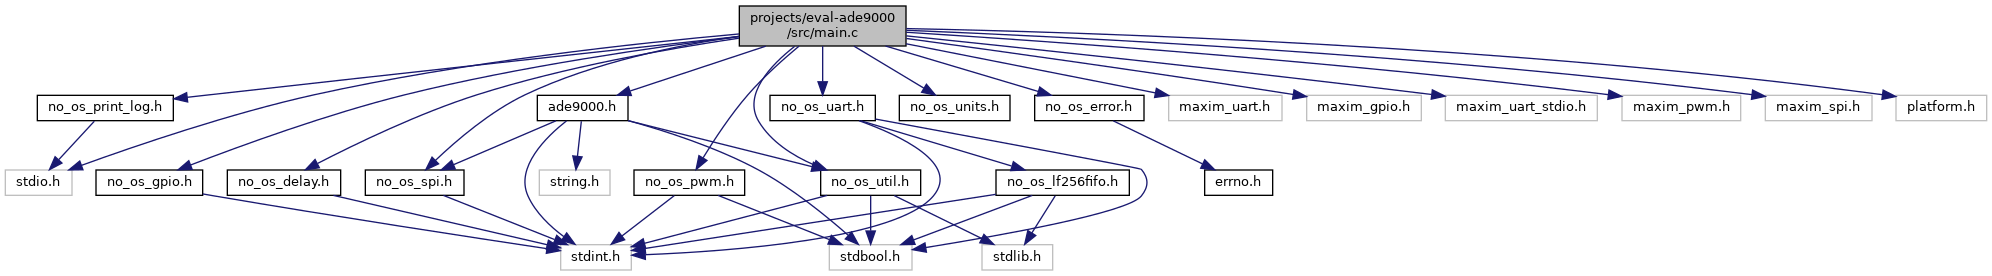 projects/eval-ade9000
/src/main.c
no_os_print_log.h
ade9000.h
no_os_uart.h
no_os_units.h
no_os_error.h
maxim_uart.h
maxim_gpio.h
maxim_uart_stdio.h
maxim_pwm.h
maxim_spi.h
platform.h
stdio.h
no_os_gpio.h
no_os_delay.h
no_os_spi.h
string.h
no_os_pwm.h
no_os_util.h
no_os_lf256fifo.h
errno.h
stdint.h
stdbool.h
stdlib.h